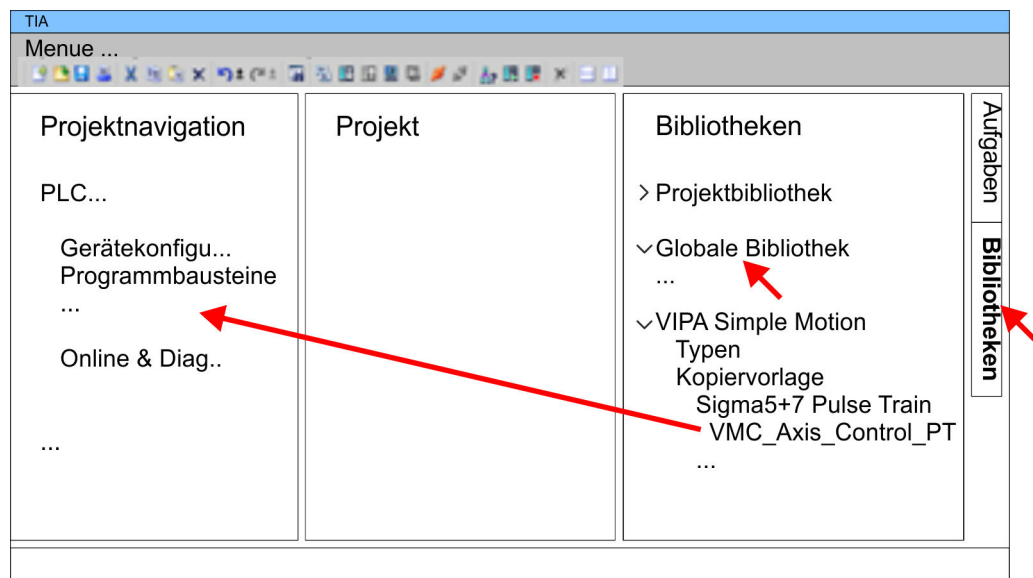 TIA
Menue ...
Projektnavigation
PLC...
Gerätekonfigu...
Programmbausteine
...
Online & Diag..
...
Projekt
Bibliotheken
> Projektbibliothek
Globale Bibliothek
...
VIPA Simple Motion
Typen
Kopiervorlage
Sigma5+7 Pulse Train
VMC_Axis_Control_PT
...
Aufgaben
Bibliotheken